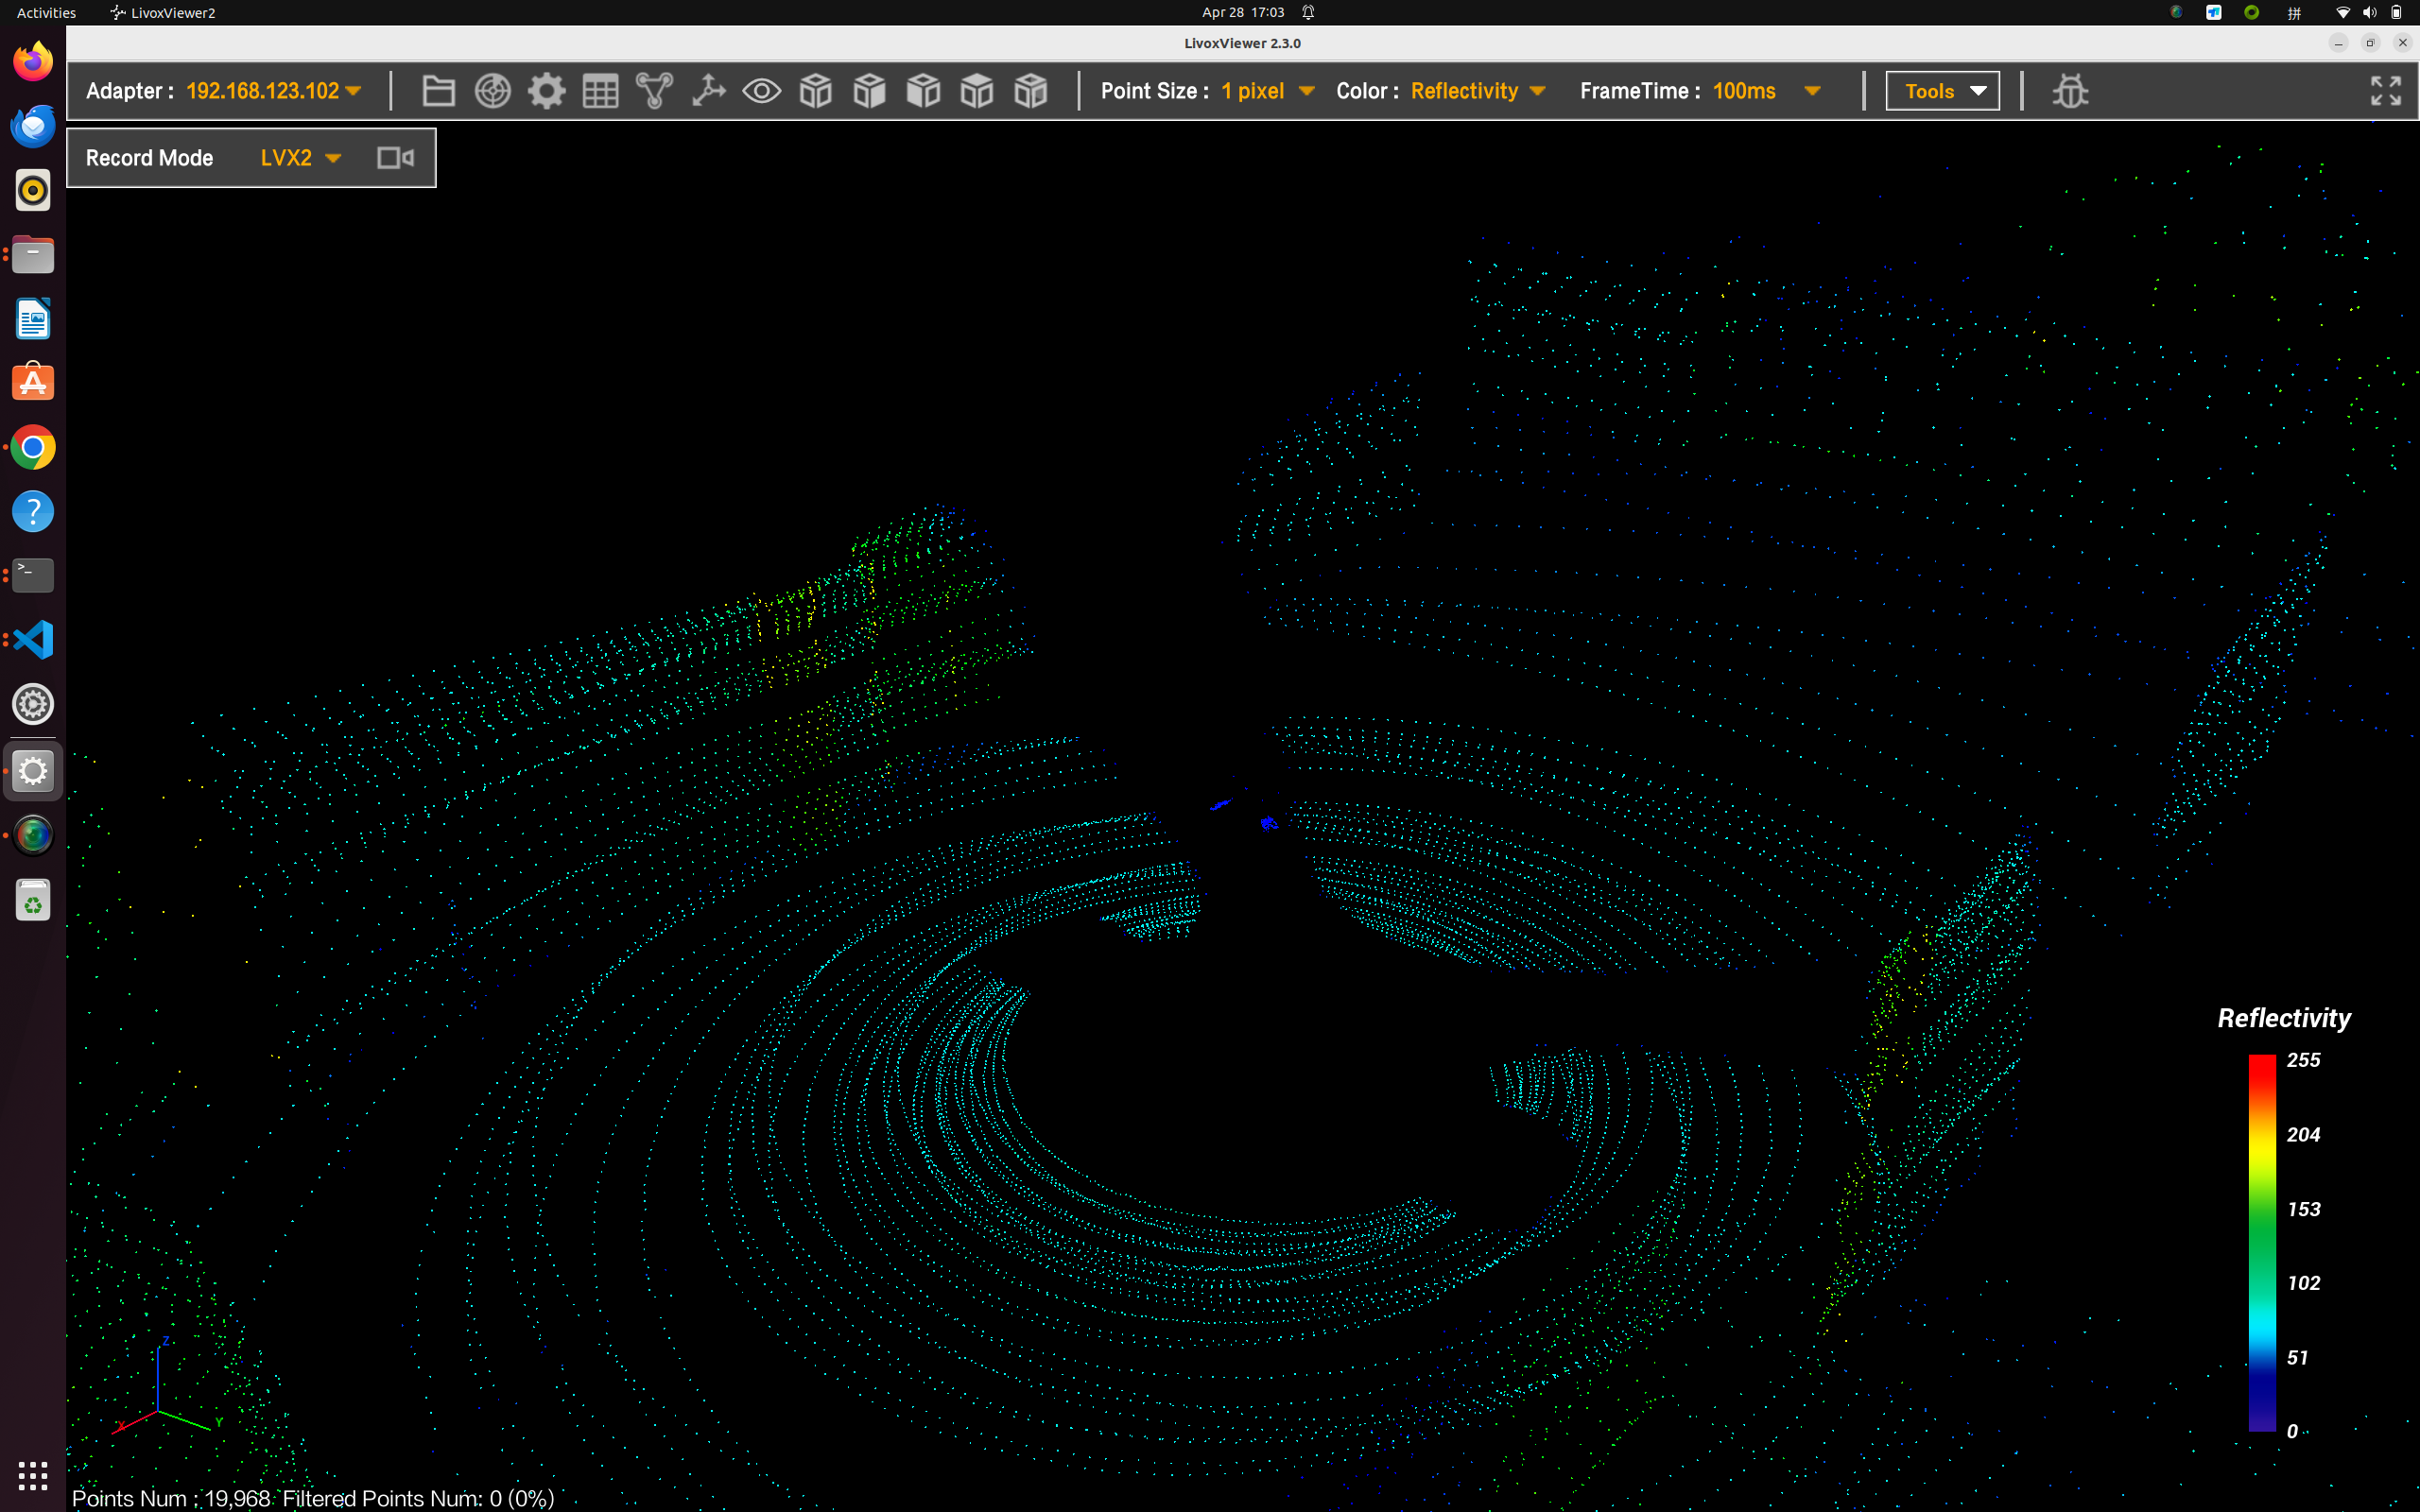 Activities LivoxViewer2 Apr 28 17:03 拼
LivoxViewer 2.3.0
Adapter : 192.168.123.102 Point Size : 1 pixel Color : Reflectivity FrameTime : 100ms Tools
Record Mode LVX2
Reflectivity
255
204
153
102
51
0
Z
X Y
Points Num : 19,968 Filtered Points Num: 0 (0%)